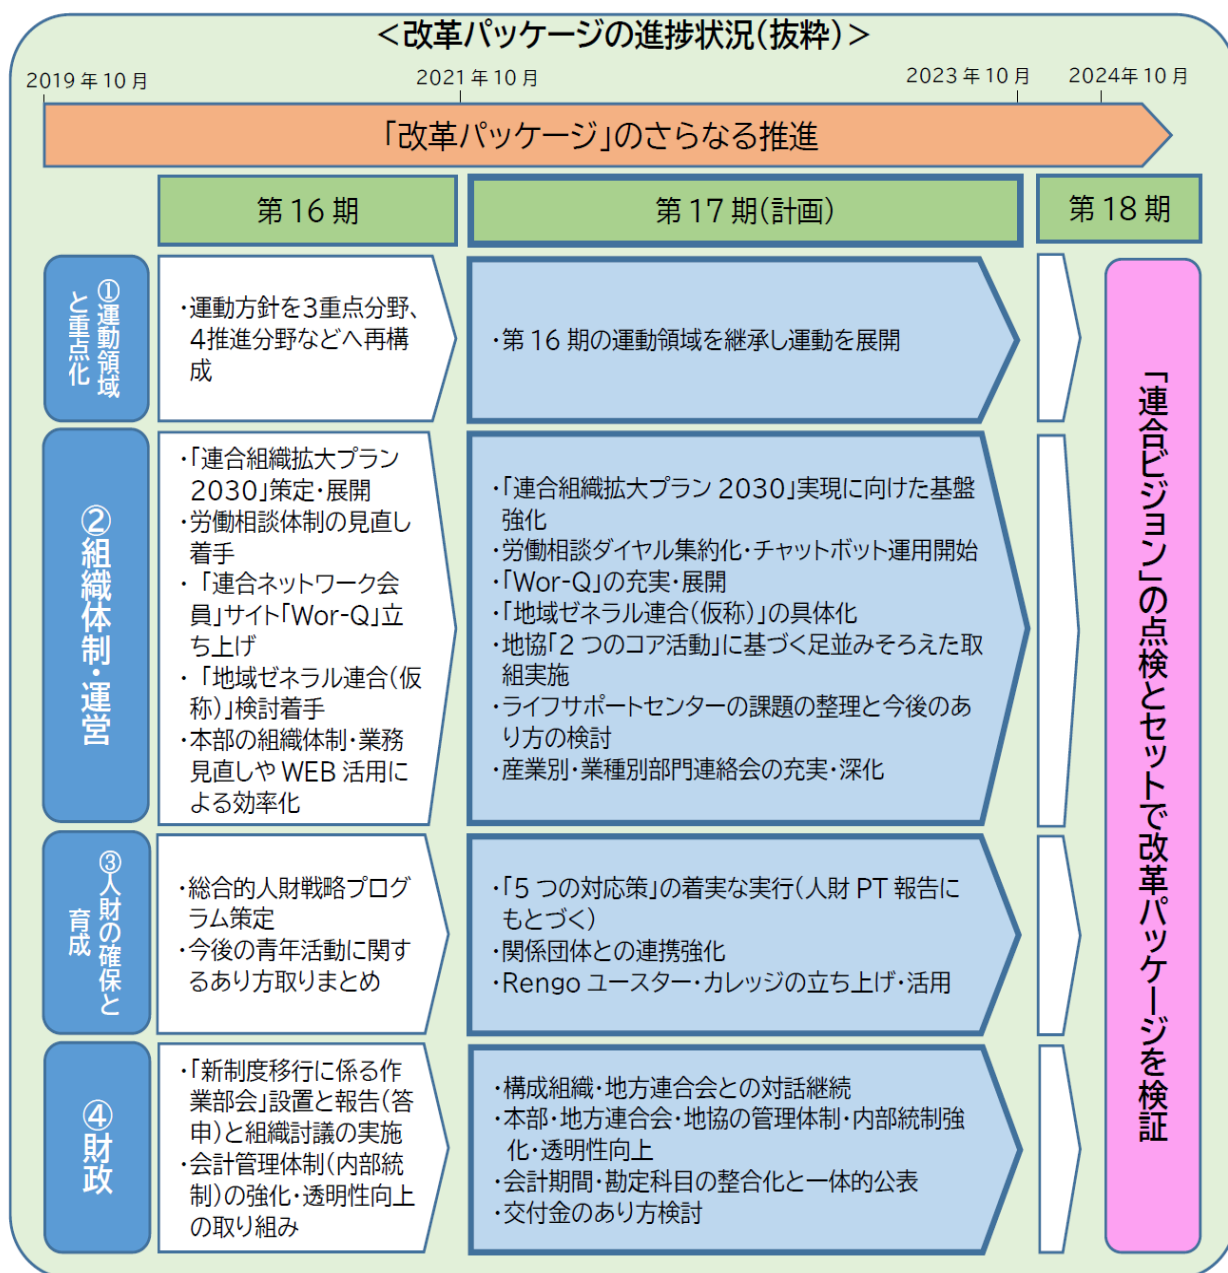 ＜改革パッケージの進捗状況(抜粋)＞
2019年10月
2021年10月
2023年10月
2024年10月
「改革パッケージ」のさらなる推進
第16期
第17期(計画)
第18期
①運動領域
と重点化
・運動方針を3重点分野、
4推進分野などへ再構
成
・第16期の運動領域を継承し運動を展開
②組織体制・運営
・「連合組織拡大プラン
2030」策定・展開
・労働相談体制の見直し
着手
・「連合ネットワーク会
員」サイト「Wor-Q」立
ち上げ
・「地域ゼネラル連合(仮
称)」検討着手
・本部の組織体制・業務
見直しやWEB活用に
よる効率化
・「連合組織拡大プラン2030」実現に向けた基盤
強化
・労働相談ダイヤル集約化・チャットボット運用開始
・「Wor-Q」の充実・展開
・「地域ゼネラル連合(仮称)」の具体化
・地協「2つのコア活動」に基づく足並みそろえた取
組実施
・ライフサポートセンターの課題の整理と今後のあ
り方の検討
・産業別・業種別部門連絡会の充実・深化
③人財の確保と
育成
・総合的人財戦略プログ
ラム策定
・今後の青年活動に関す
るあり方取りまとめ
・「5つの対応策」の着実な実行(人財PT報告に
もとづく)
・関係団体との連携強化
・Rengoユースター・カレッジの立ち上げ・活用
④財政
・「新制度移行に係る作
業部会」設置と報告(答
申)と組織討議の実施
・会計管理体制(内部統
制)の強化・透明性向上
の取り組み
・構成組織・地方連合会との対話継続
・本部・地方連合会・地協の管理体制・内部統制強
化・透明性向上
・会計期間・勘定科目の整合化と一体的公表
・交付金のあり方検討
「連合ビジョン」の点検とセットで改革パッケージを検証